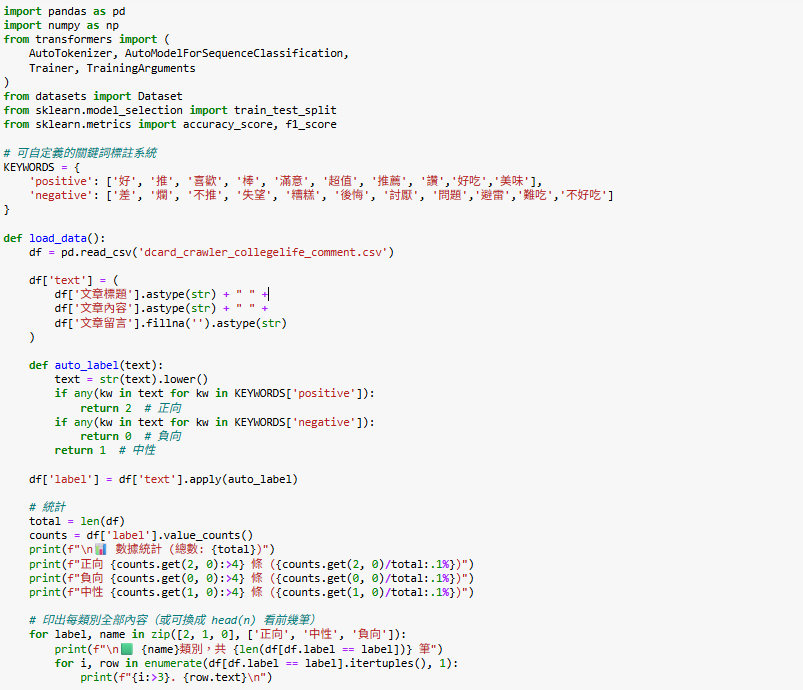 import pandas as pd
import numpy as np
from transformers import (
    AutoTokenizer, AutoModelForSequenceClassification,
    Trainer, TrainingArguments
)
from datasets import Dataset
from sklearn.model_selection import train_test_split
from sklearn.metrics import accuracy_score, f1_score

# 可自定義的關鍵詞標註系統
KEYWORDS = {
    'positive': ['好', '推', '喜歡', '棒', '滿意', '超值', '推薦', '讚','好吃','美味'],
    'negative': ['差', '爛', '不推', '失望', '糟糕', '後悔', '討厭', '問題','避雷','難吃','不好吃']
}

def load_data():
    df = pd.read_csv('dcard_crawler_collegelife_comment.csv')

    df['text'] = (
        df['文章標題'].astype(str) + " " +
        df['文章內容'].astype(str) + " " +
        df['文章留言'].fillna('').astype(str)
    )

    def auto_label(text):
        text = str(text).lower()
        if any(kw in text for kw in KEYWORDS['positive']):
            return 2  # 正向
        if any(kw in text for kw in KEYWORDS['negative']):
            return 0  # 負向
        return 1  # 中性

    df['label'] = df['text'].apply(auto_label)

    # 統計
    total = len(df)
    counts = df['label'].value_counts()
    print(f"\n📊 數據統計 (總數: {total})")
    print(f"正向 {counts.get(2, 0):>4} 條 ({counts.get(2, 0)/total:.1%})")
    print(f"負向 {counts.get(0, 0):>4} 條 ({counts.get(0, 0)/total:.1%})")
    print(f"中性 {counts.get(1, 0):>4} 條 ({counts.get(1, 0)/total:.1%})")

    # 印出每類別全部內容（或可換成 head(n) 看前幾筆）
    for label, name in zip([2, 1, 0], ['正向', '中性', '負向']):
        print(f"\n🟩 {name}類別，共 {len(df[df.label == label])} 筆")
        for i, row in enumerate(df[df.label == label].itertuples(), 1):
            print(f"{i:>3}. {row.text}\n")